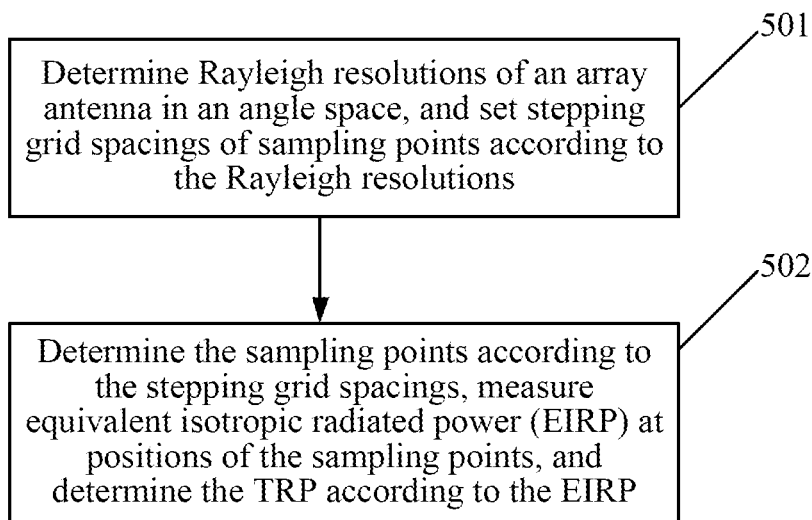 501
Determine Rayleigh resolutions of an array
antenna in an angle space, and set stepping
grid spacings of sampling points according to
the Rayleigh resolutions
502
Determine the sampling points according to
the stepping grid spacings, measure
equivalent isotropic radiated power (EIRP) at
positions of the sampling points, and
determine the TRP according to the EIRP